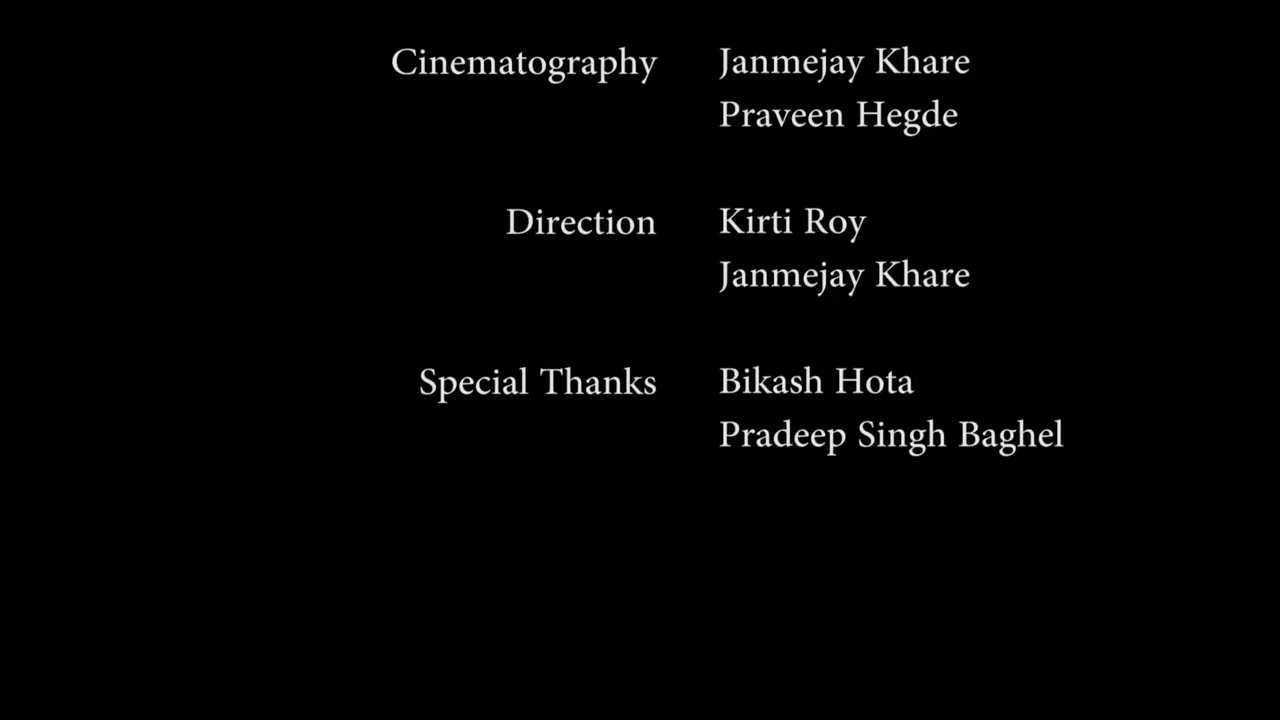 Cinematography Janmejay Khare
Praveen Hegde
Direction Kirti Roy
Janmejay Khare
Special Thanks Bikash Hota
Pradeep Singh Baghel